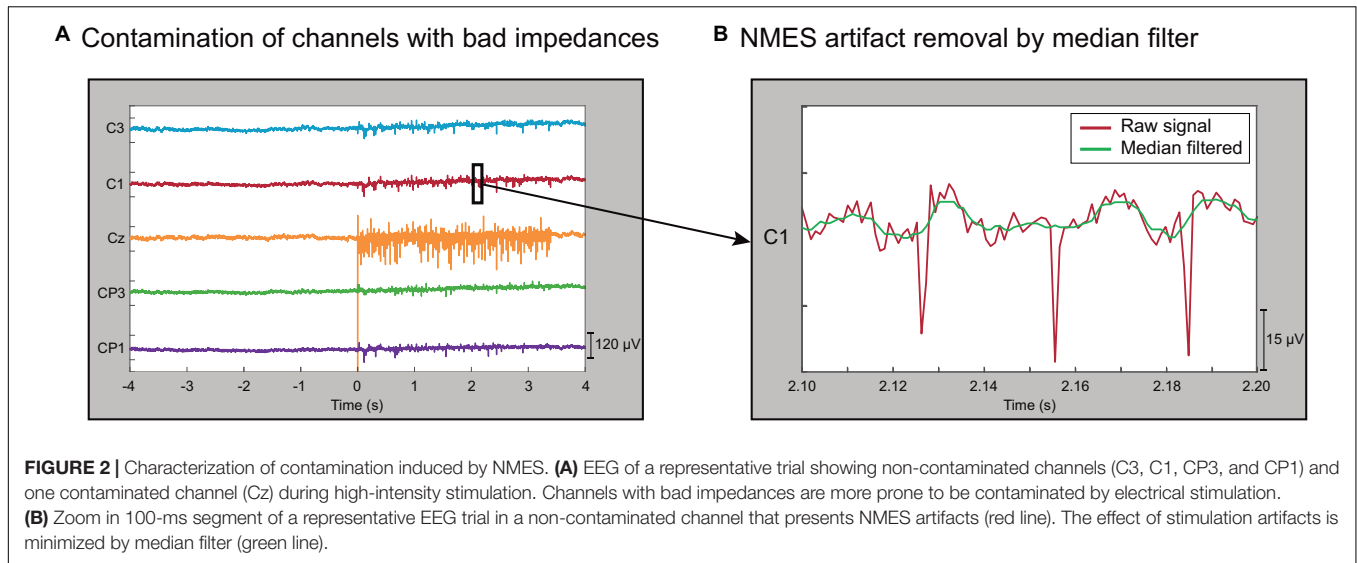 A Contamination of channels with bad impedances
C3
C1
Cz
CP3
CP1
120 µV
-4 -3 -2 -1 0 1 2 3 4
Time (s)
B NMES artifact removal by median filter
Raw signal
Median filtered
C1
15 µV
2.10 2.12 2.14 2.16 2.18 2.20
Time (s)
FIGURE 2 | Characterization of contamination induced by NMES. (A) EEG of a representative trial showing non-contaminated channels (C3, C1, CP3, and CP1) and
one contaminated channel (Cz) during high-intensity stimulation. Channels with bad impedances are more prone to be contaminated by electrical stimulation.
(B) Zoom in 100-ms segment of a representative EEG trial in a non-contaminated channel that presents NMES artifacts (red line). The effect of stimulation artifacts is
minimized by median filter (green line).